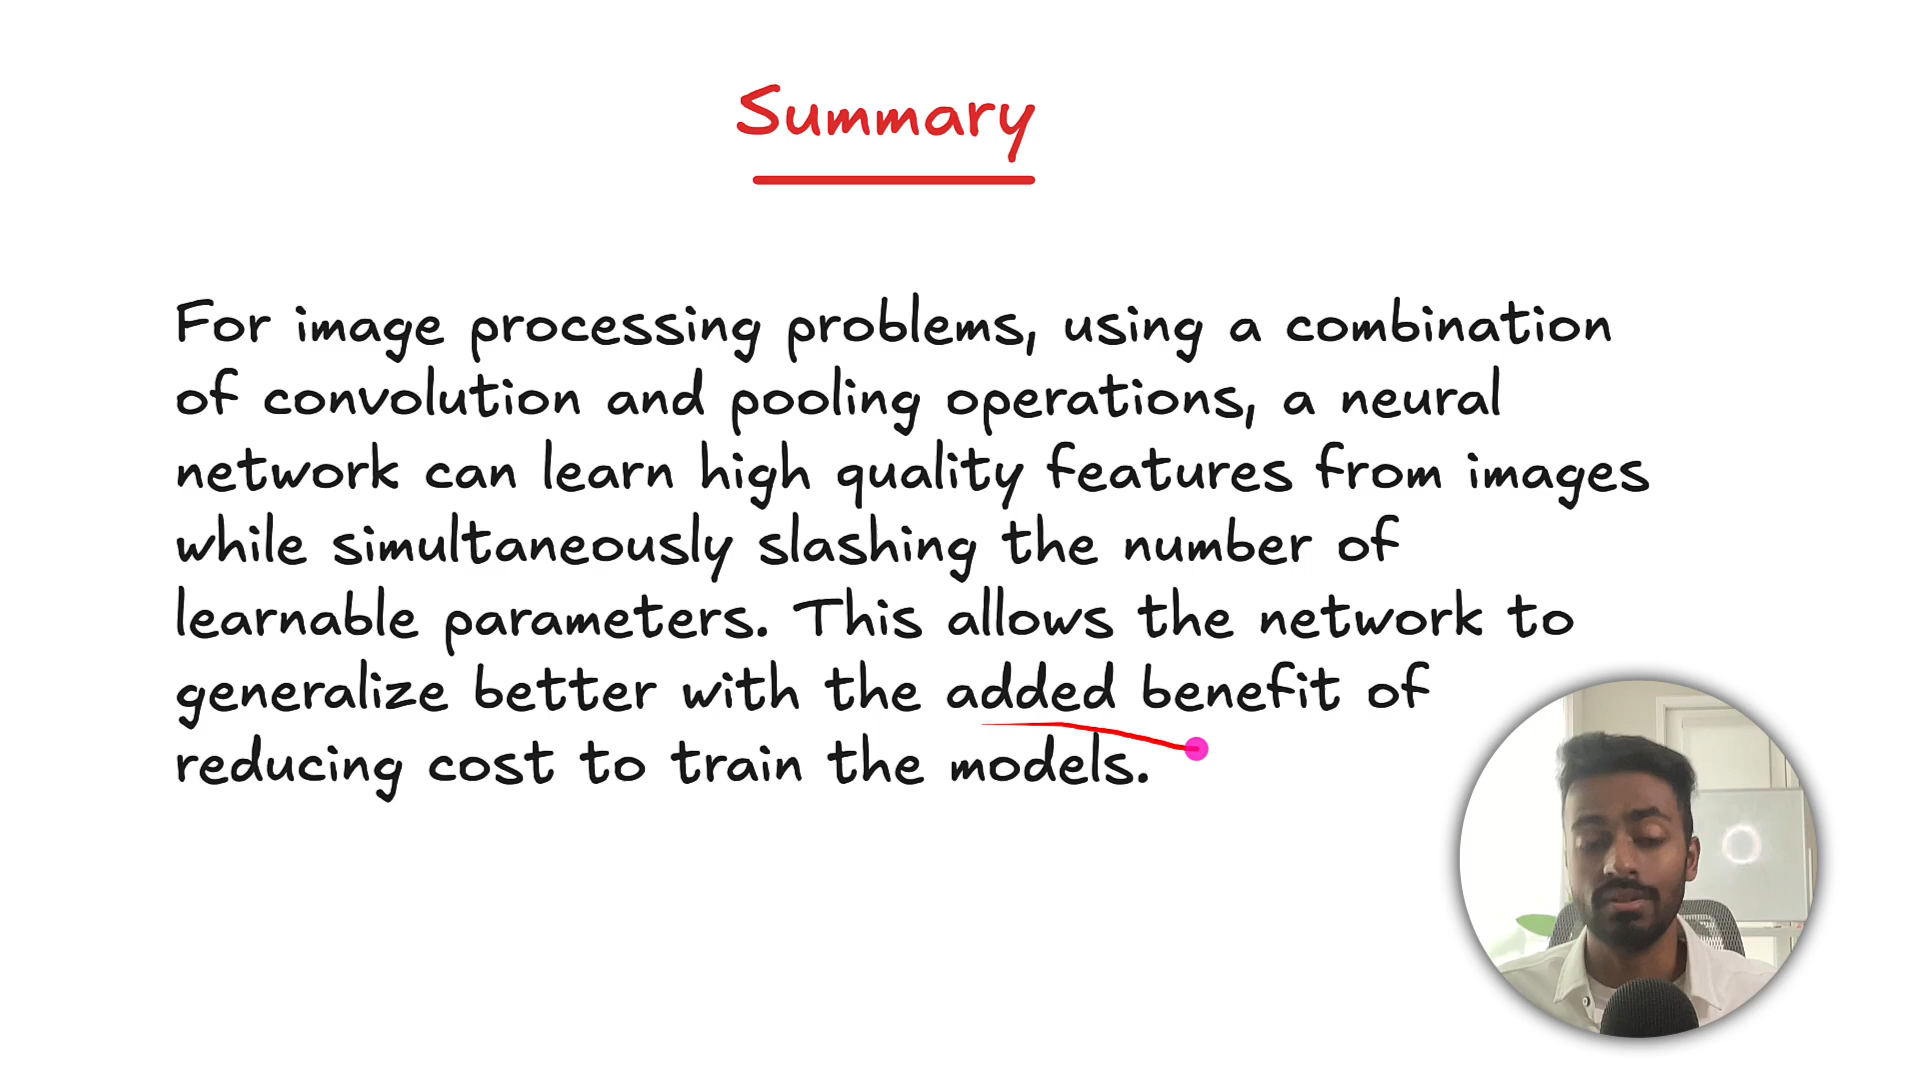 Summary
For image processing problems, using a combination
of convolution and pooling operations, a neural
network can learn high quality features from images
while simultaneously slashing the number of
learnable parameters. This allows the network to
generalize better with the added benefit of
reducing cost to train the models.